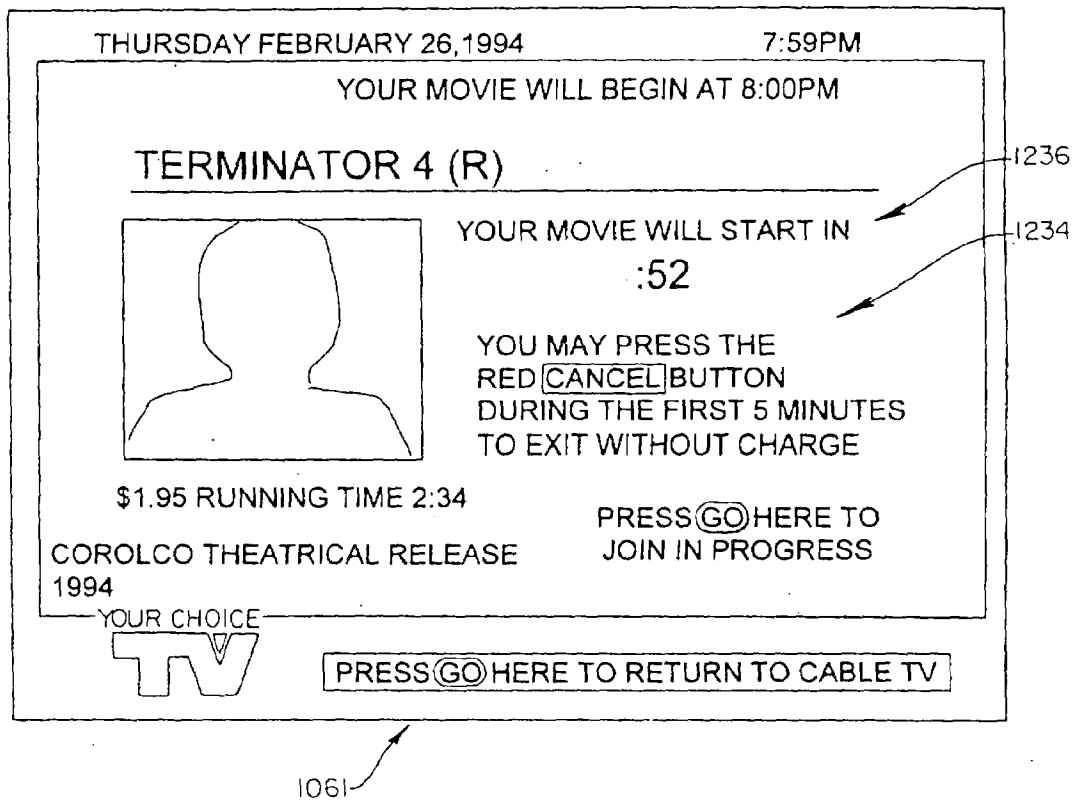 THURSDAY FEBRUARY 26,1994 7:59PM
YOUR MOVIE WILL BEGIN AT 8:00PM
TERMINATOR 4 (R)
1236
YOUR MOVIE WILL START IN
1234
:52
YOU MAY PRESS THE
RED CANCEL BUTTON
DURING THE FIRST 5 MINUTES
TO EXIT WITHOUT CHARGE
$1.95 RUNNING TIME 2:34
PRESS GO HERE TO
JOIN IN PROGRESS
COROLCO THEATRICAL RELEASE
1994
YOUR CHOICE
TV
PRESS GO HERE TO RETURN TO CABLE TV
1061